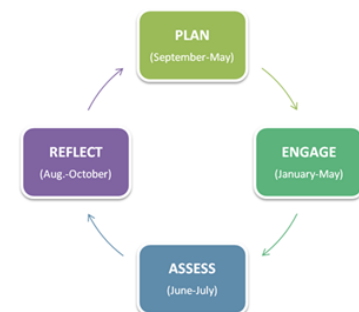 PLAN
(September-May)
ENGAGE
(January-May)
ASSESS
(June-July)
REFLECT
(Aug.-October)